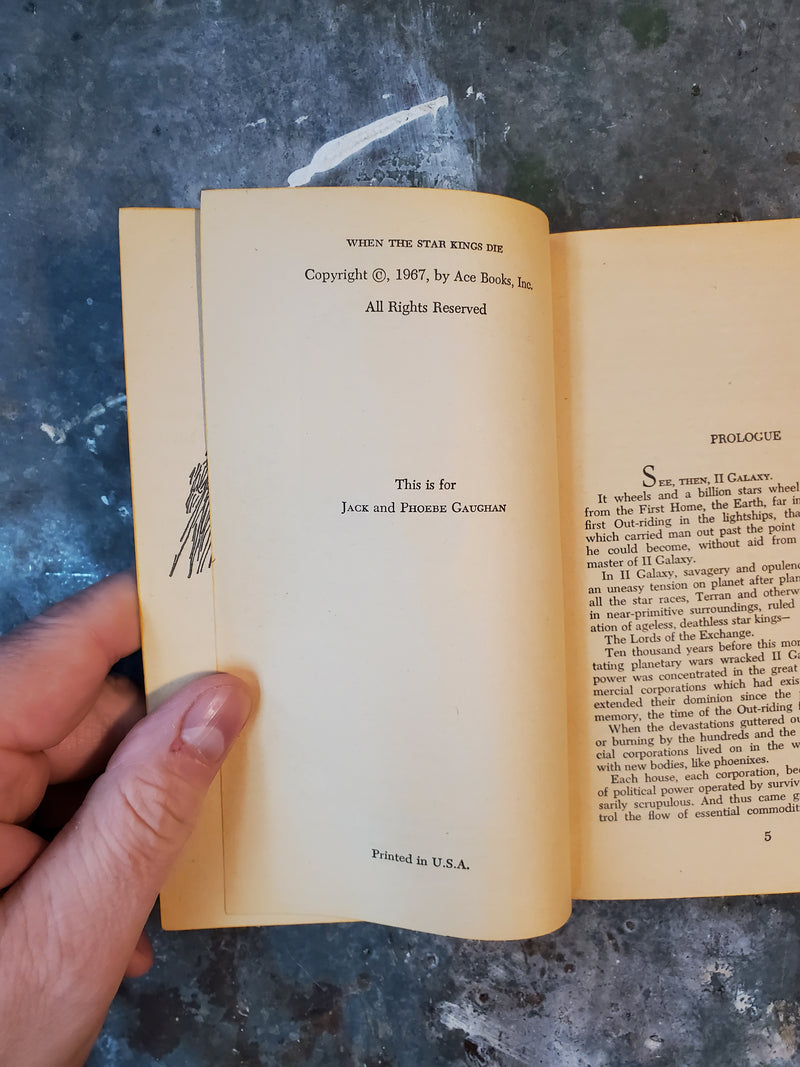 WHEN THE STAR KINGS DIE
Copyright ©, 1967, by Ace Books, Inc.
All Rights Reserved
This is for
JACK and PHOEBE GAUGHAN
Printed in U.S.A.
PROLOGUE
SEE, THEN, II GALAXY.
It wheels and a billion stars wheel
from the First Home, the Earth, far in
first Out-riding in the lightships, tha
which carried man out past the point
he could become, without aid from
master of II Galaxy.
In II Galaxy, savagery and opulenc
an uneasy tension on planet after plan
all the star races, Terran and otherw
in near-primitive surroundings, ruled
ation of ageless, deathless star kings—
The Lords of the Exchange.
Ten thousand years before this mor
tating planetary wars wracked II Ga
power was concentrated in the great
mercial corporations which had exis
extended their dominion since the
memory, the time of the Out-riding
When the devastations guttered ou
or burning by the hundreds and the
cial corporations lived on in the w
with new bodies, like phoenixes.
Each house, each corporation, bec
of political power operated by surviv
sarily scrupulous. And thus came g
trol the flow of essential commodit
5